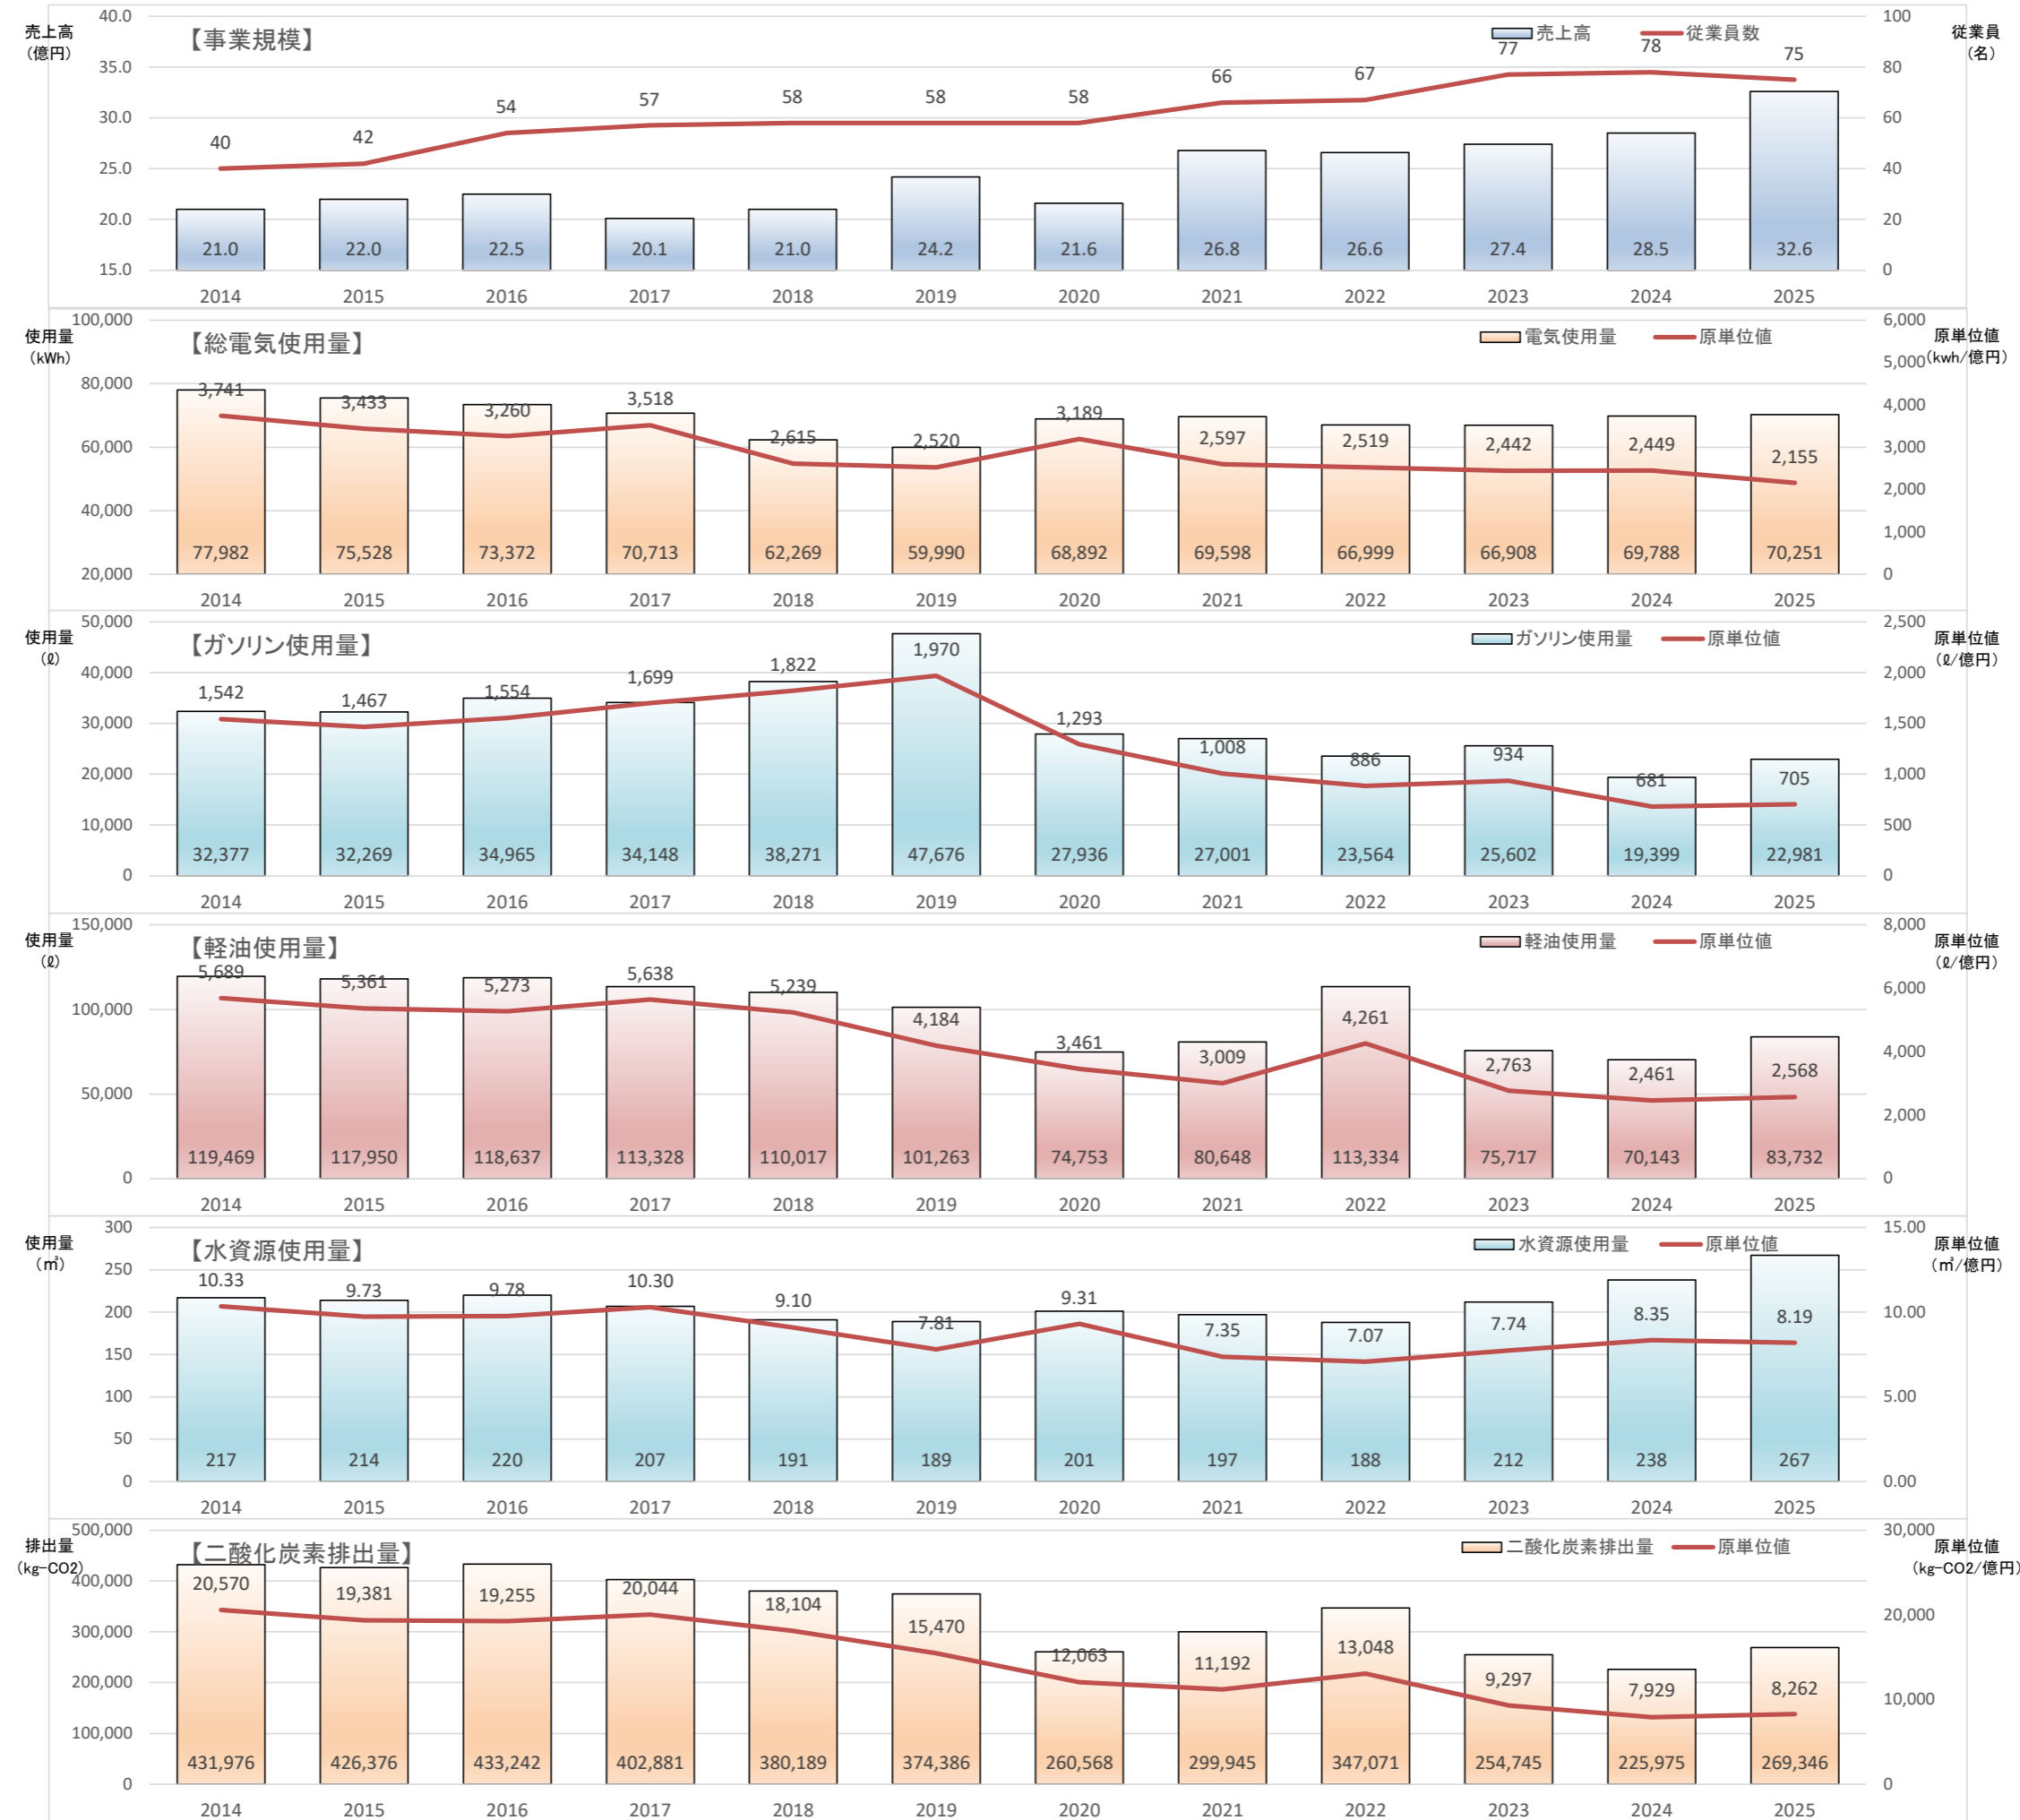 売上高
(億円)
【事業規模】
売上高 従業員数
従業員
(名)
40.0
35.0
30.0
25.0
20.0
15.0
100
80
60
40
20
0
40 42 54 57 58 58 58 66 67 77 78 75
21.0 22.0 22.5 20.1 21.0 24.2 21.6 26.8 26.6 27.4 28.5 32.6
2014 2015 2016 2017 2018 2019 2020 2021 2022 2023 2024 2025
使用量
(kWh)
【総電気使用量】
電気使用量 原単位値
原単位値
(kwh/億円)
100,000
80,000
60,000
40,000
20,000
6,000
5,000
4,000
3,000
2,000
1,000
0
3,741 3,433 3,260 3,518 2,615 2,520 3,189 2,597 2,519 2,442 2,449 2,155
77,982 75,528 73,372 70,713 62,269 59,990 68,892 69,598 66,999 66,908 69,788 70,251
2014 2015 2016 2017 2018 2019 2020 2021 2022 2023 2024 2025
使用量
(ℓ)
【ガソリン使用量】
ガソリン使用量 原単位値
原単位値
(ℓ/億円)
50,000
40,000
30,000
20,000
10,000
0
2,500
2,000
1,500
1,000
500
0
1,542 1,467 1,554 1,699 1,822 1,970 1,293 1,008 886 934 681 705
32,377 32,269 34,965 34,148 38,271 47,676 27,936 27,001 23,564 25,602 19,399 22,981
2014 2015 2016 2017 2018 2019 2020 2021 2022 2023 2024 2025
使用量
(ℓ)
【軽油使用量】
軽油使用量 原単位値
原単位値
(ℓ/億円)
150,000
100,000
50,000
0
8,000
6,000
4,000
2,000
0
5,689 5,361 5,273 5,638 5,239 4,184 3,461 3,009 4,261 2,763 2,461 2,568
119,469 117,950 118,637 113,328 110,017 101,263 74,753 80,648 113,334 75,717 70,143 83,732
2014 2015 2016 2017 2018 2019 2020 2021 2022 2023 2024 2025
使用量
(㎥)
【水資源使用量】
水資源使用量 原単位値
原単位値
(㎥/億円)
300
250
200
150
100
50
0
15.00
10.00
5.00
0.00
10.33 9.73 9.78 10.30 9.10 7.81 9.31 7.35 7.07 7.74 8.35 8.19
217 214 220 207 191 189 201 197 188 212 238 267
2014 2015 2016 2017 2018 2019 2020 2021 2022 2023 2024 2025
排出量
(kg-CO2)
【二酸化炭素排出量】
二酸化炭素排出量 原単位値
原単位値
(kg-CO2/億円)
500,000
400,000
300,000
200,000
100,000
0
30,000
20,000
10,000
0
20,570 19,381 19,255 20,044 18,104 15,470 12,063 11,192 13,048 9,297 7,929 8,262
431,976 426,376 433,242 402,881 380,189 374,386 260,568 299,945 347,071 254,745 225,975 269,346
2014 2015 2016 2017 2018 2019 2020 2021 2022 2023 2024 2025